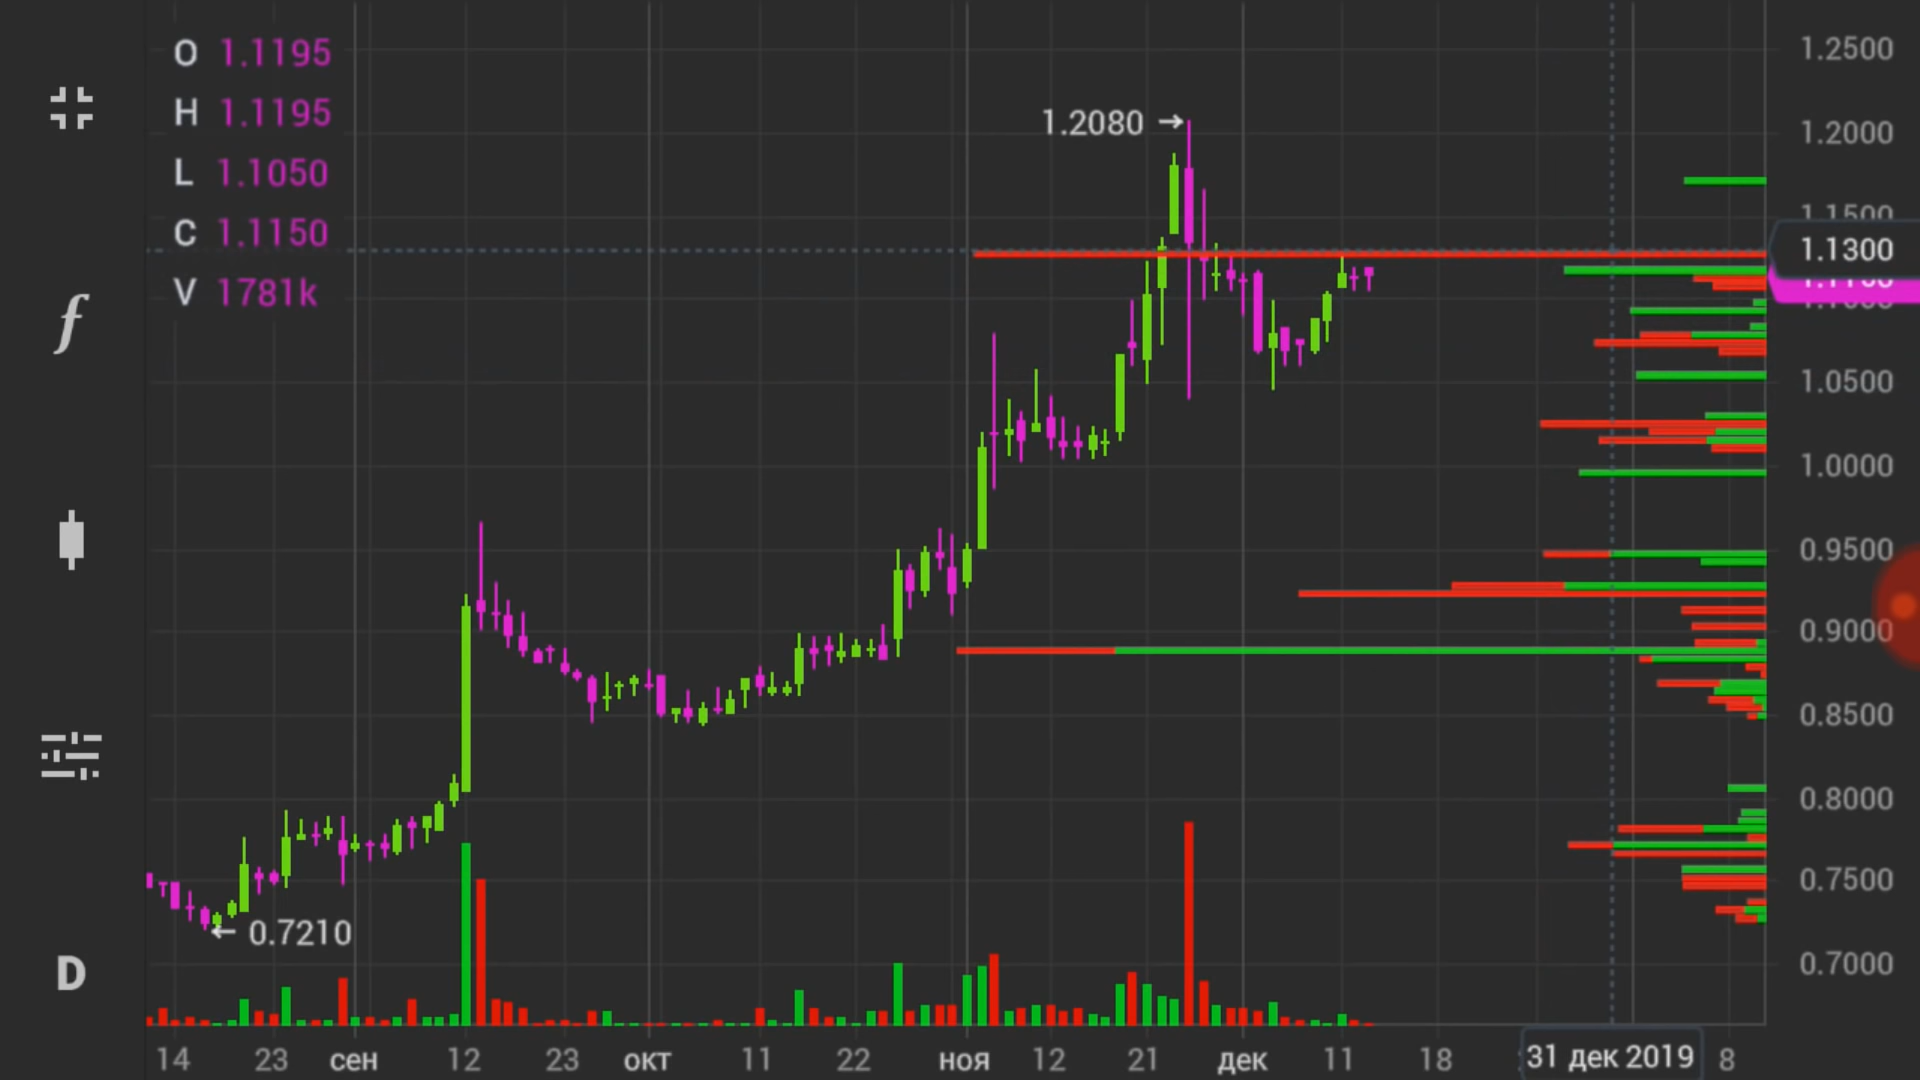 O 1.1195
H 1.1195
L 1.1050
C 1.1150
V 1781k
1.2080 →
← 0.7210
f
D
1.2500
1.2000
1.1500
1.1300
1.0500
1.0000
0.9500
0.9000
0.8500
0.8000
0.7500
0.7000
14 23 сен 12 23 окт 11 22 ноя 12 21 дек 11 18 31 дек 2019 8